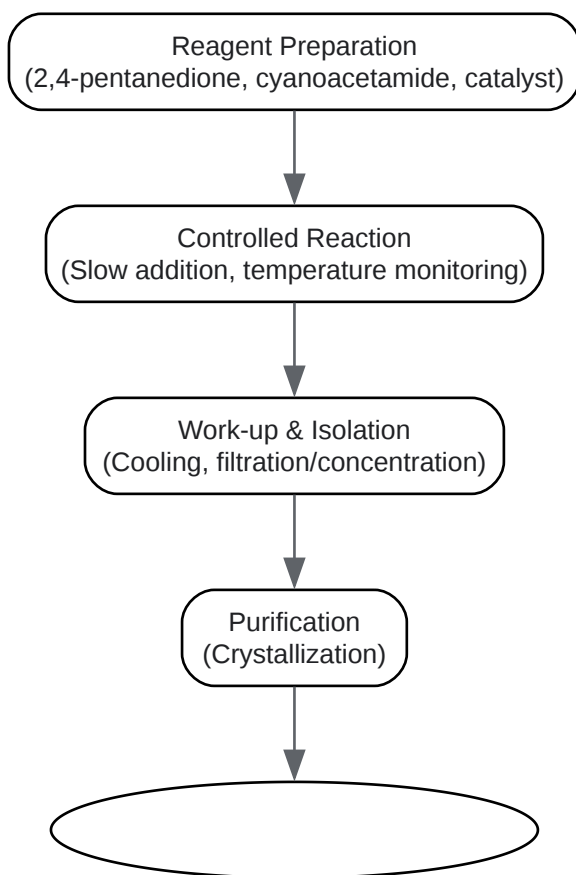 Reagent Preparation
(2,4-pentanedione, cyanoacetamide, catalyst)
Controlled Reaction
(Slow addition, temperature monitoring)
Work-up & Isolation
(Cooling, filtration/concentration)
Purification
(Crystallization)